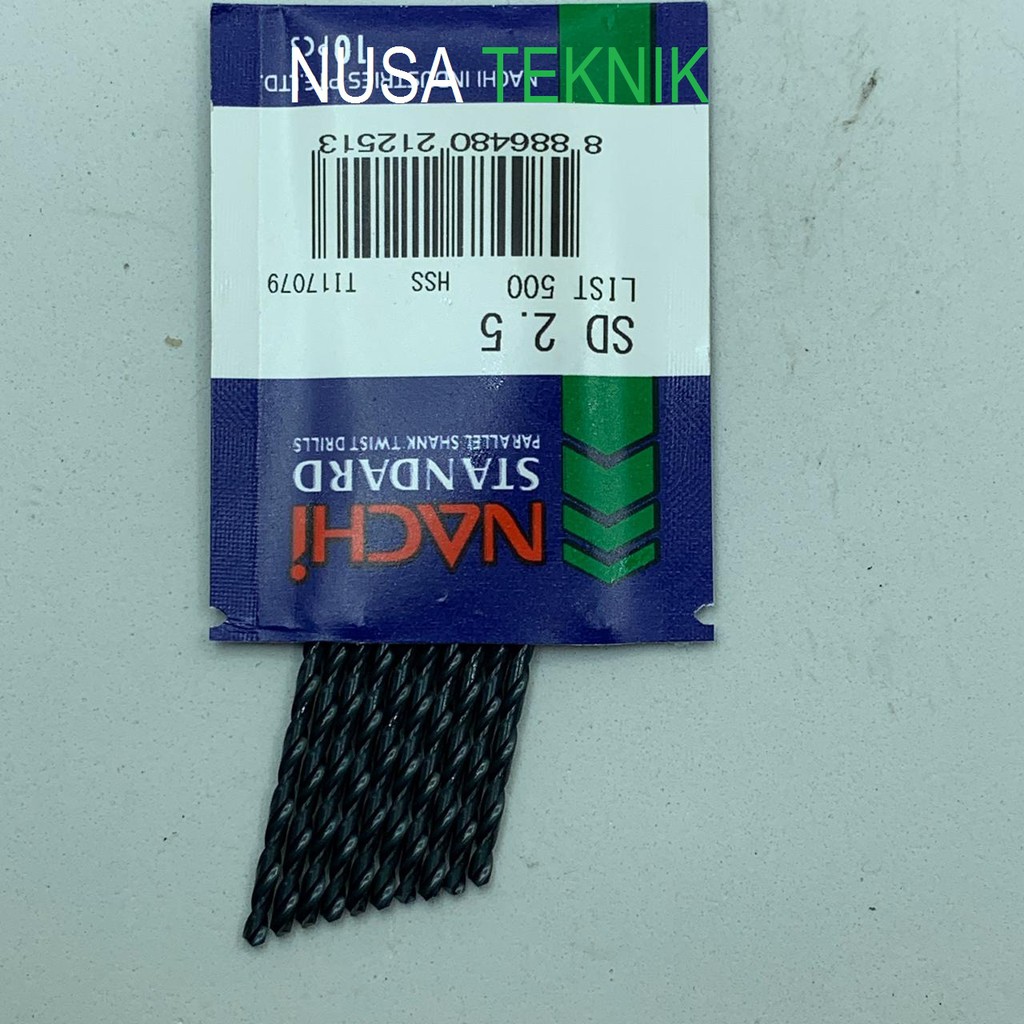 NUSA TEKNIK
NACHi
STANDARD
PARALLEL SHANK TWIST DRILLS
SD 2.5
LIST 500 HSS TI17079
8 886480 212513
NACHI INDUSTRIES PTE. LTD.
10PCS